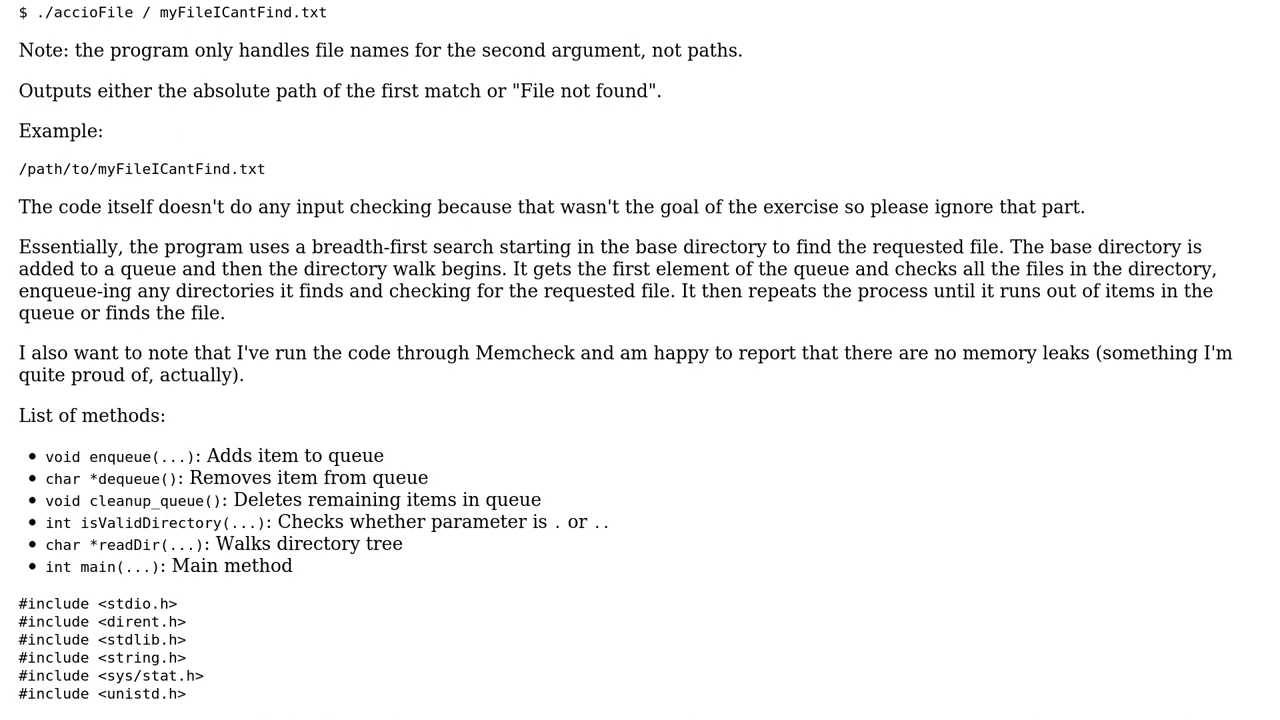 $ ./accioFile / myFileICantFind.txt
Note: the program only handles file names for the second argument, not paths.
Outputs either the absolute path of the first match or "File not found".
Example:
/path/to/myFileICantFind.txt
The code itself doesn't do any input checking because that wasn't the goal of the exercise so please ignore that part.
Essentially, the program uses a breadth-first search starting in the base directory to find the requested file. The base directory is
added to a queue and then the directory walk begins. It gets the first element of the queue and checks all the files in the directory,
enqueue-ing any directories it finds and checking for the requested file. It then repeats the process until it runs out of items in the
queue or finds the file.
I also want to note that I've run the code through Memcheck and am happy to report that there are no memory leaks (something I'm
quite proud of, actually).
List of methods:
• void enqueue(...): Adds item to queue
• char *dequeue(): Removes item from queue
• void cleanup_queue(): Deletes remaining items in queue
• int isValidDirectory(...): Checks whether parameter is . or ..
• char *readDir(...): Walks directory tree
• int main(...): Main method
#include <stdio.h>
#include <dirent.h>
#include <stdlib.h>
#include <string.h>
#include <sys/stat.h>
#include <unistd.h>